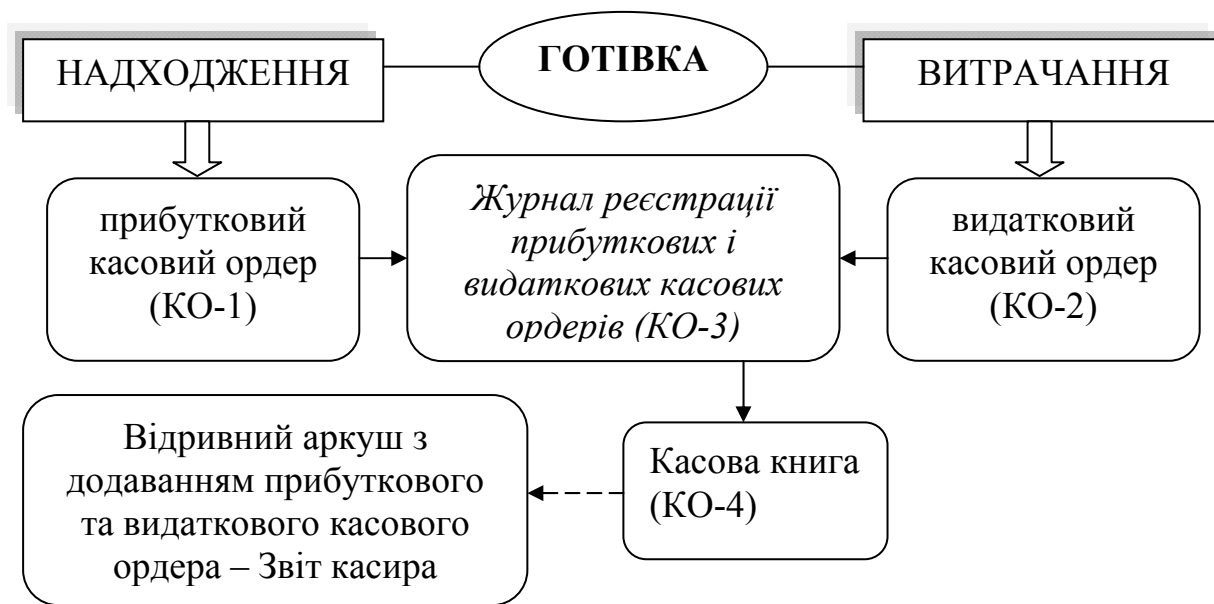 НАДХОДЖЕННЯ
ГОТІВКА
ВИТРАЧАННЯ
прибутковий
касовий ордер
(КО-1)
Журнал реєстрації
прибуткових і
видаткових касових
ордерів (КО-3)
видатковий
касовий ордер
(КО-2)
Відривний аркуш з
додаванням прибуткового
та видаткового касового
ордера – Звіт касира
Касова книга
(КО-4)